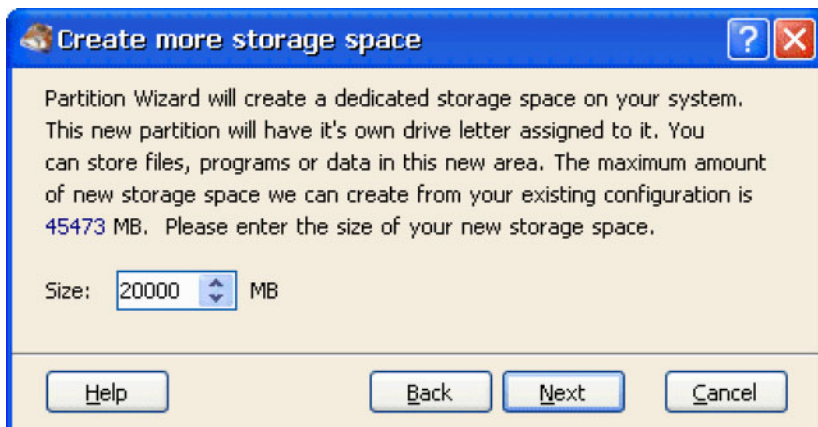 Create more storage space
Partition Wizard will create a dedicated storage space on your system.
This new partition will have it's own drive letter assigned to it. You
can store files, programs or data in this new area. The maximum amount
of new storage space we can create from your existing configuration is
45473 MB. Please enter the size of your new storage space.
Size: 20000 MB
Help Back Next Cancel